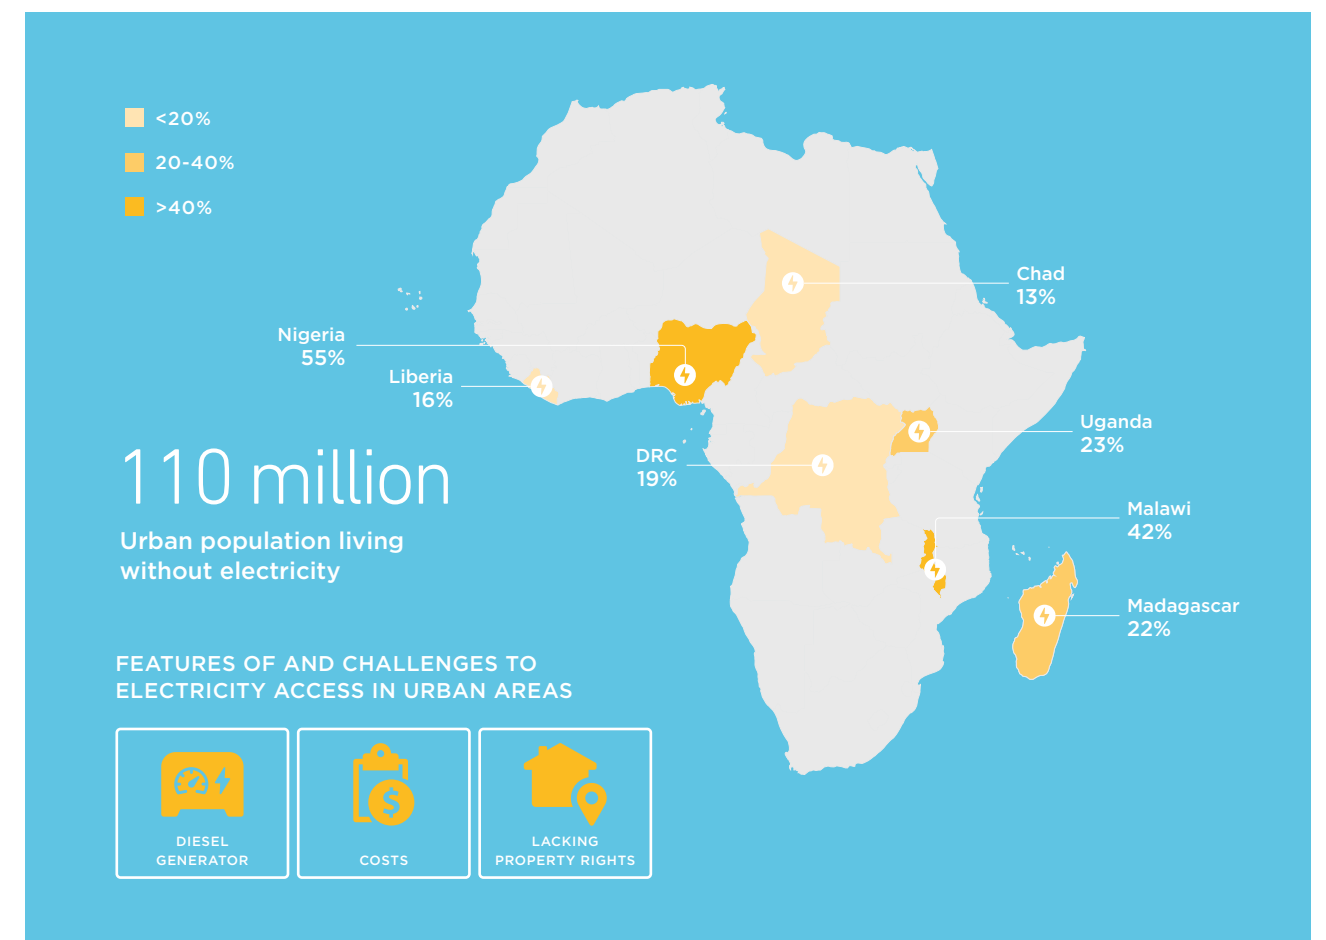 <20%
20-40%
>40%
Chad
13%
Nigeria
55%
Liberia
16%
Uganda
23%
DRC
19%
Malawi
42%
Madagascar
22%
110 million
Urban population living
without electricity
FEATURES OF AND CHALLENGES TO
ELECTRICITY ACCESS IN URBAN AREAS
DIESEL
GENERATOR
$
COSTS
LACKING
PROPERTY RIGHTS